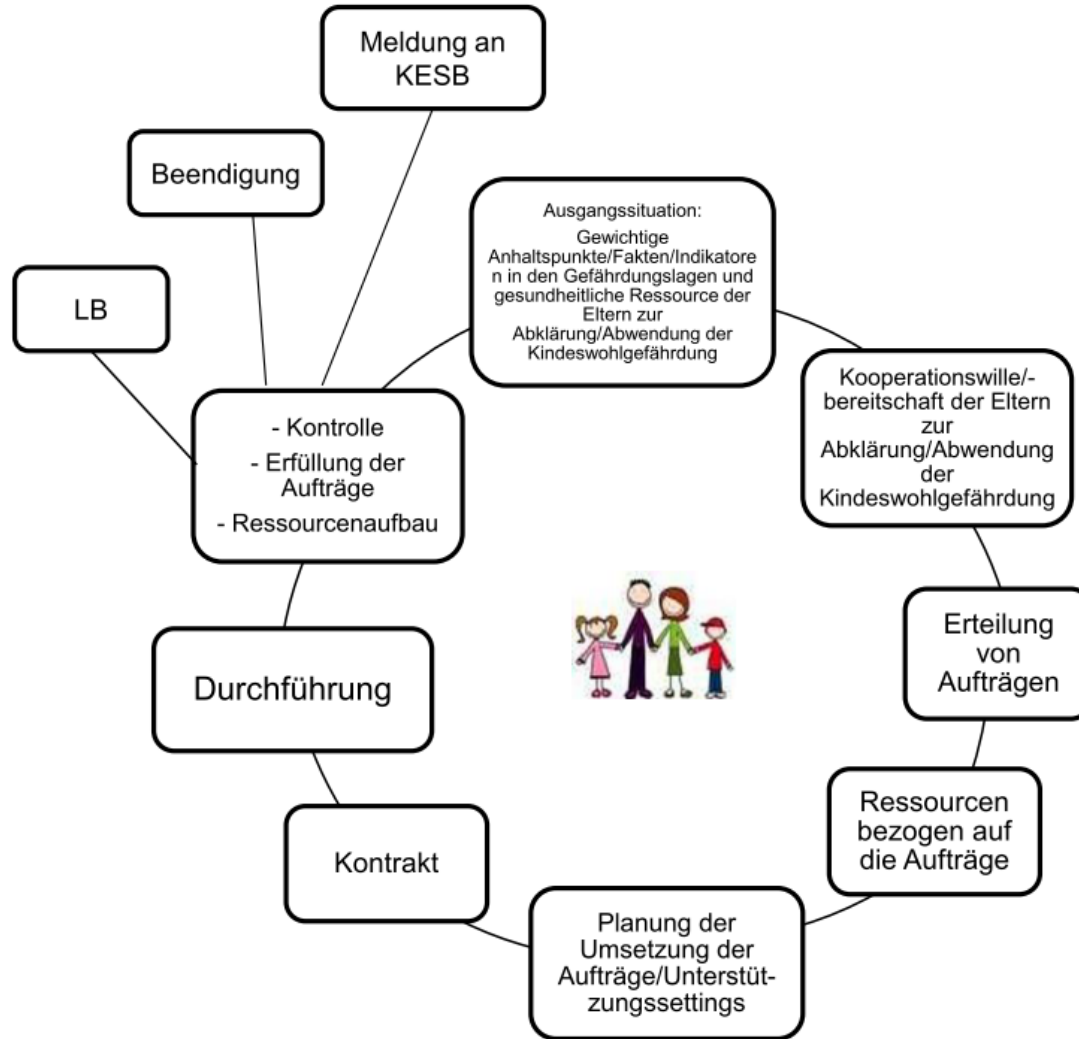 Meldung an
KESB
Beendigung
LB
Ausgangssituation:
Gewichtige
Anhaltspunkte/Fakten/Indikatore
n in den Gefährdungslagen und
gesundheitliche Ressource der
Eltern zur
Abklärung/Abwendung der
Kindeswohlgefährdung
Kooperationswille/-
bereitschaft der Eltern
zur
Abklärung/Abwendung
der
Kindeswohlgefährdung
Erteilung
von
Aufträgen
Ressourcen
bezogen auf
die Aufträge
Planung der
Umsetzung der
Aufträge/Unterstüt-
zungssettings
Kontrakt
Durchführung
- Kontrolle
- Erfüllung der
Aufträge
- Ressourcenaufbau